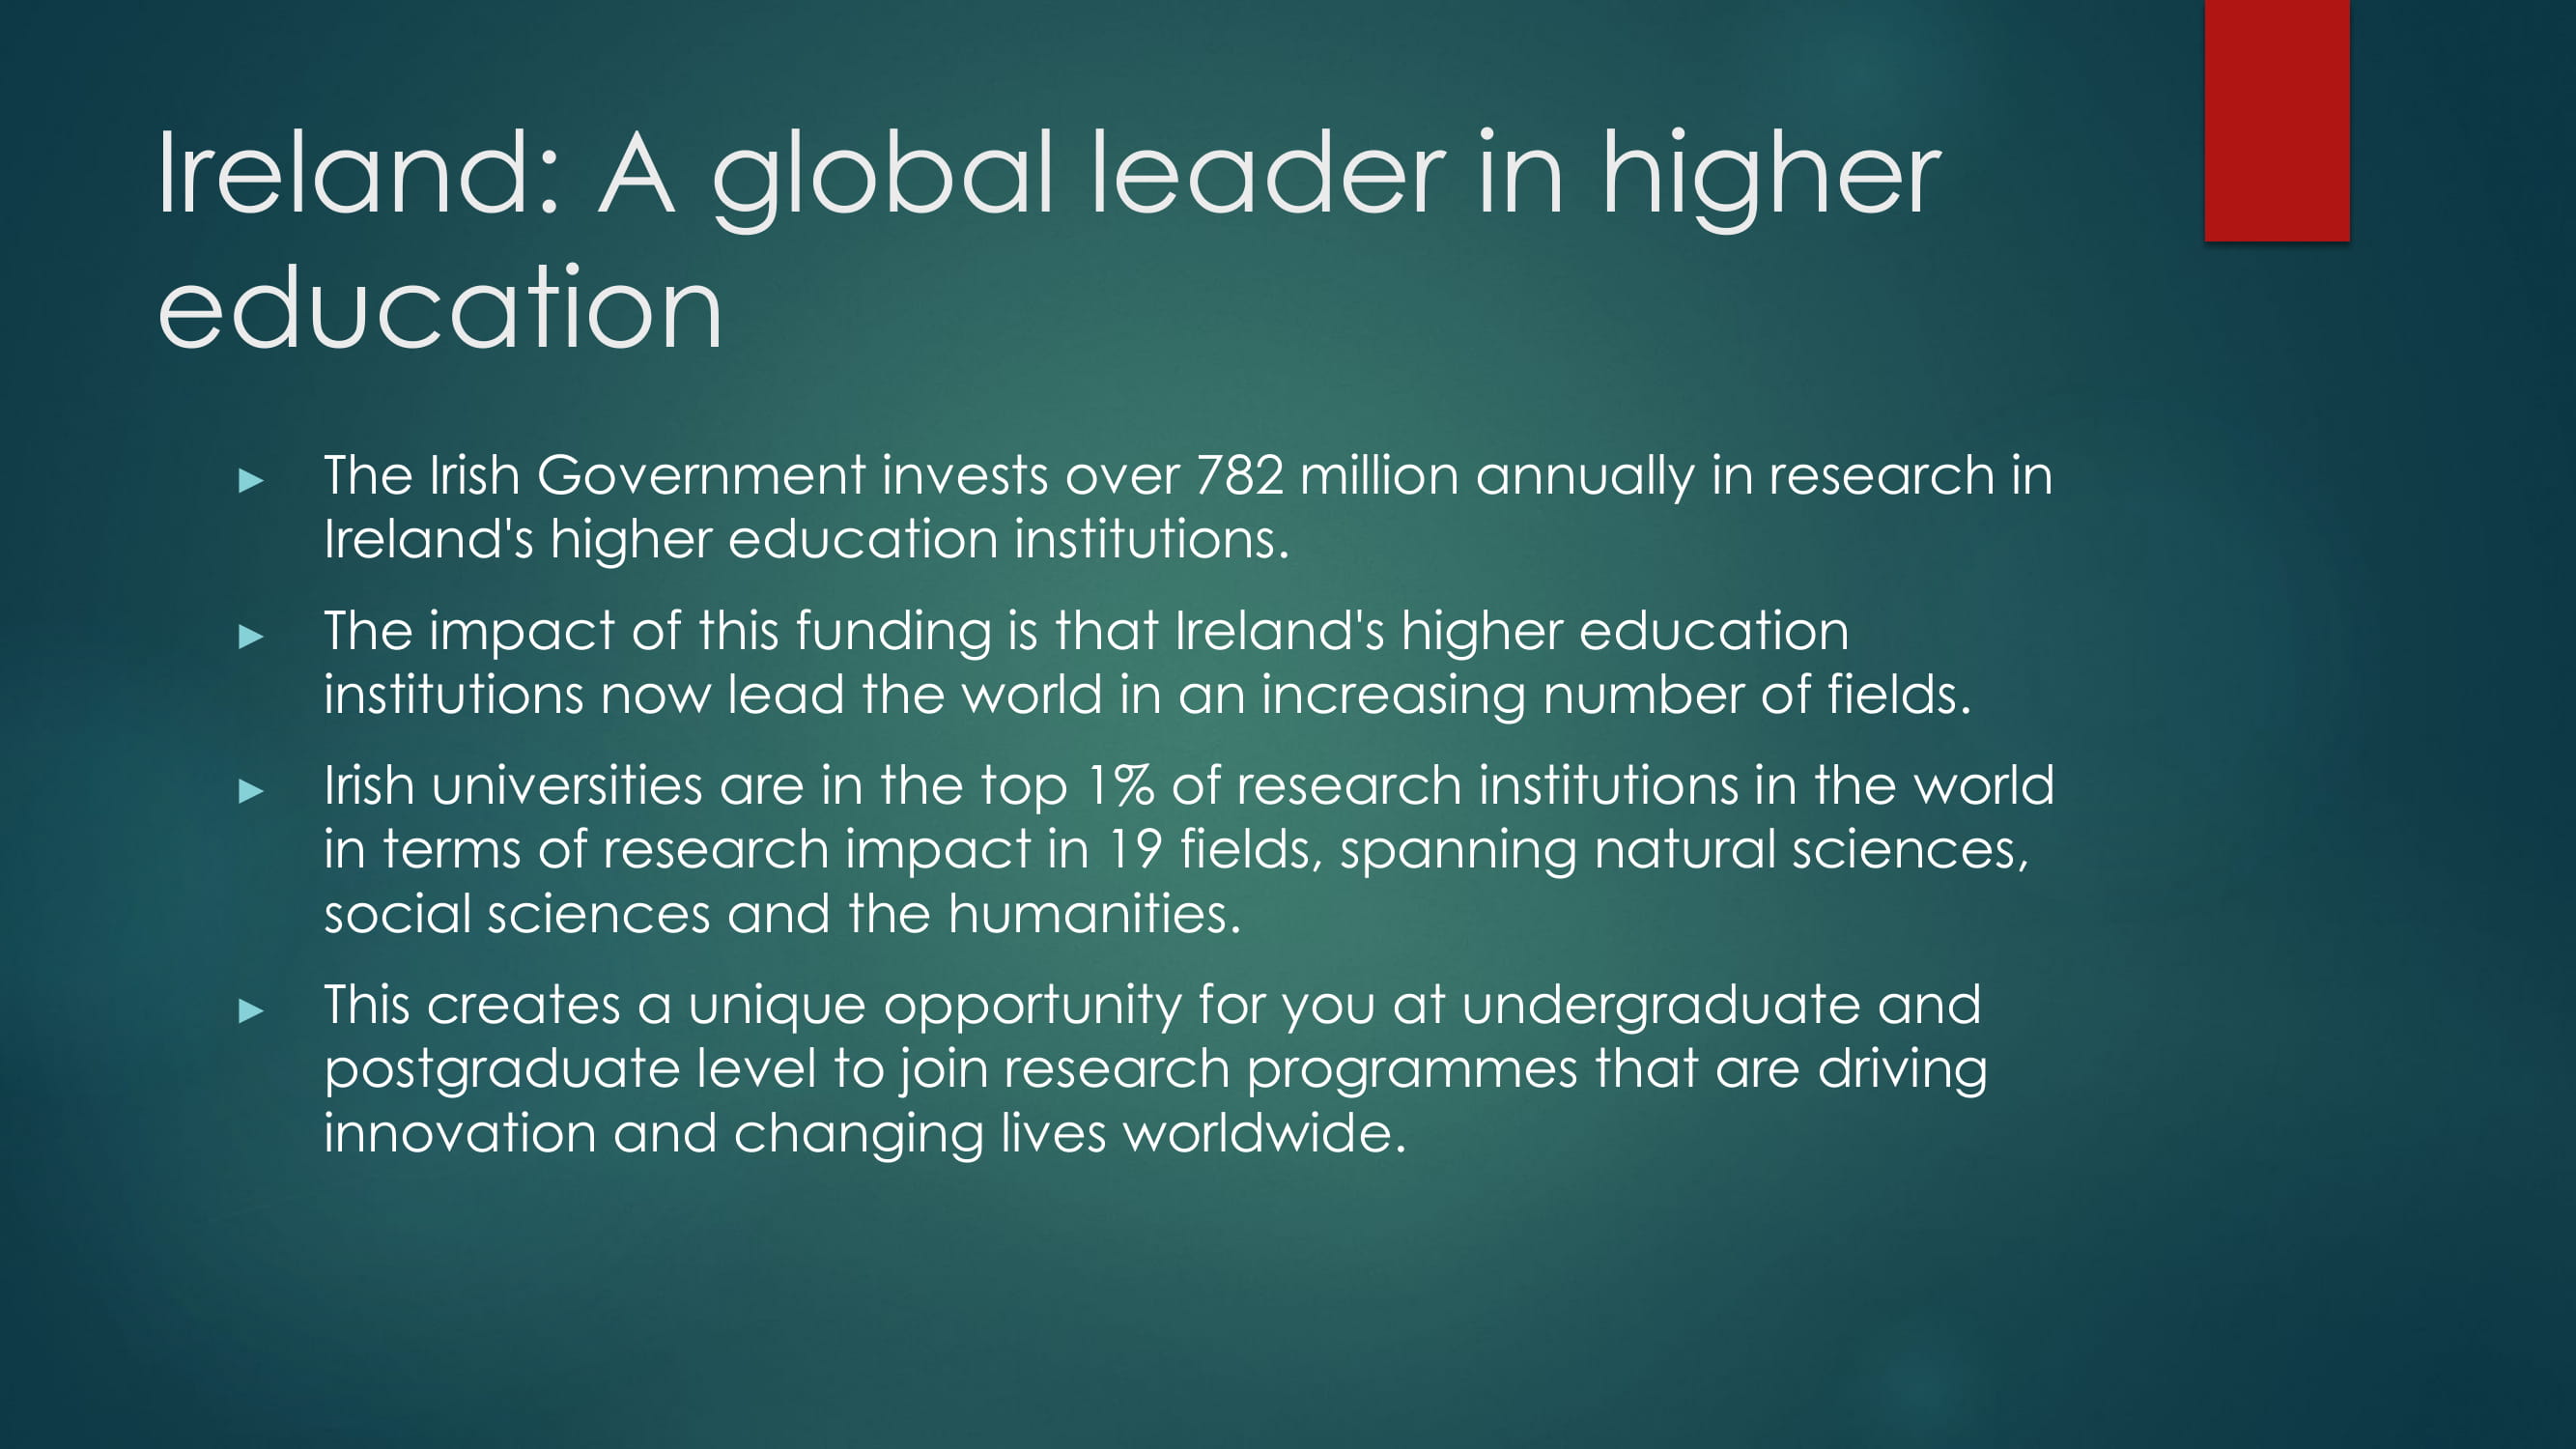 Ireland: A global leader in higher
education
► The Irish Government invests over 782 million annually in research in
Ireland's higher education institutions.
► The impact of this funding is that Ireland's higher education
institutions now lead the world in an increasing number of fields.
► Irish universities are in the top 1% of research institutions in the world
in terms of research impact in 19 fields, spanning natural sciences,
social sciences and the humanities.
► This creates a unique opportunity for you at undergraduate and
postgraduate level to join research programmes that are driving
innovation and changing lives worldwide.